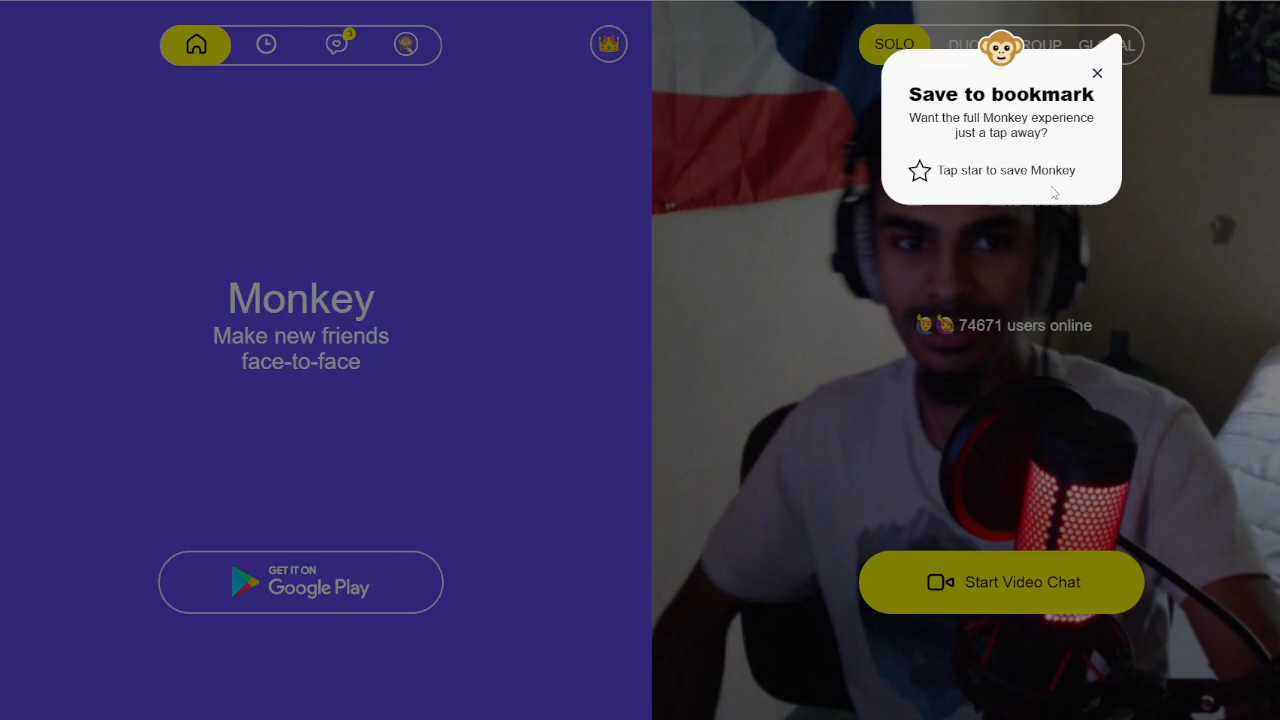 3
SOLO
Save to bookmark
Want the full Monkey experience
just a tap away?
Tap star to save Monkey
Monkey
Make new friends
face-to-face
74671 users online
GET IT ON
Google Play
Start Video Chat